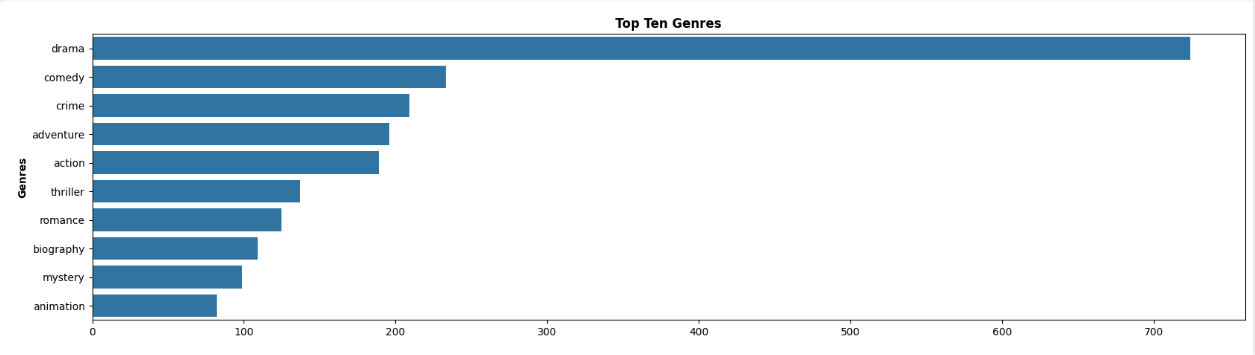 Top Ten Genres
Genres
drama
comedy
crime
adventure
action
thriller
romance
biography
mystery
animation
0 100 200 300 400 500 600 700